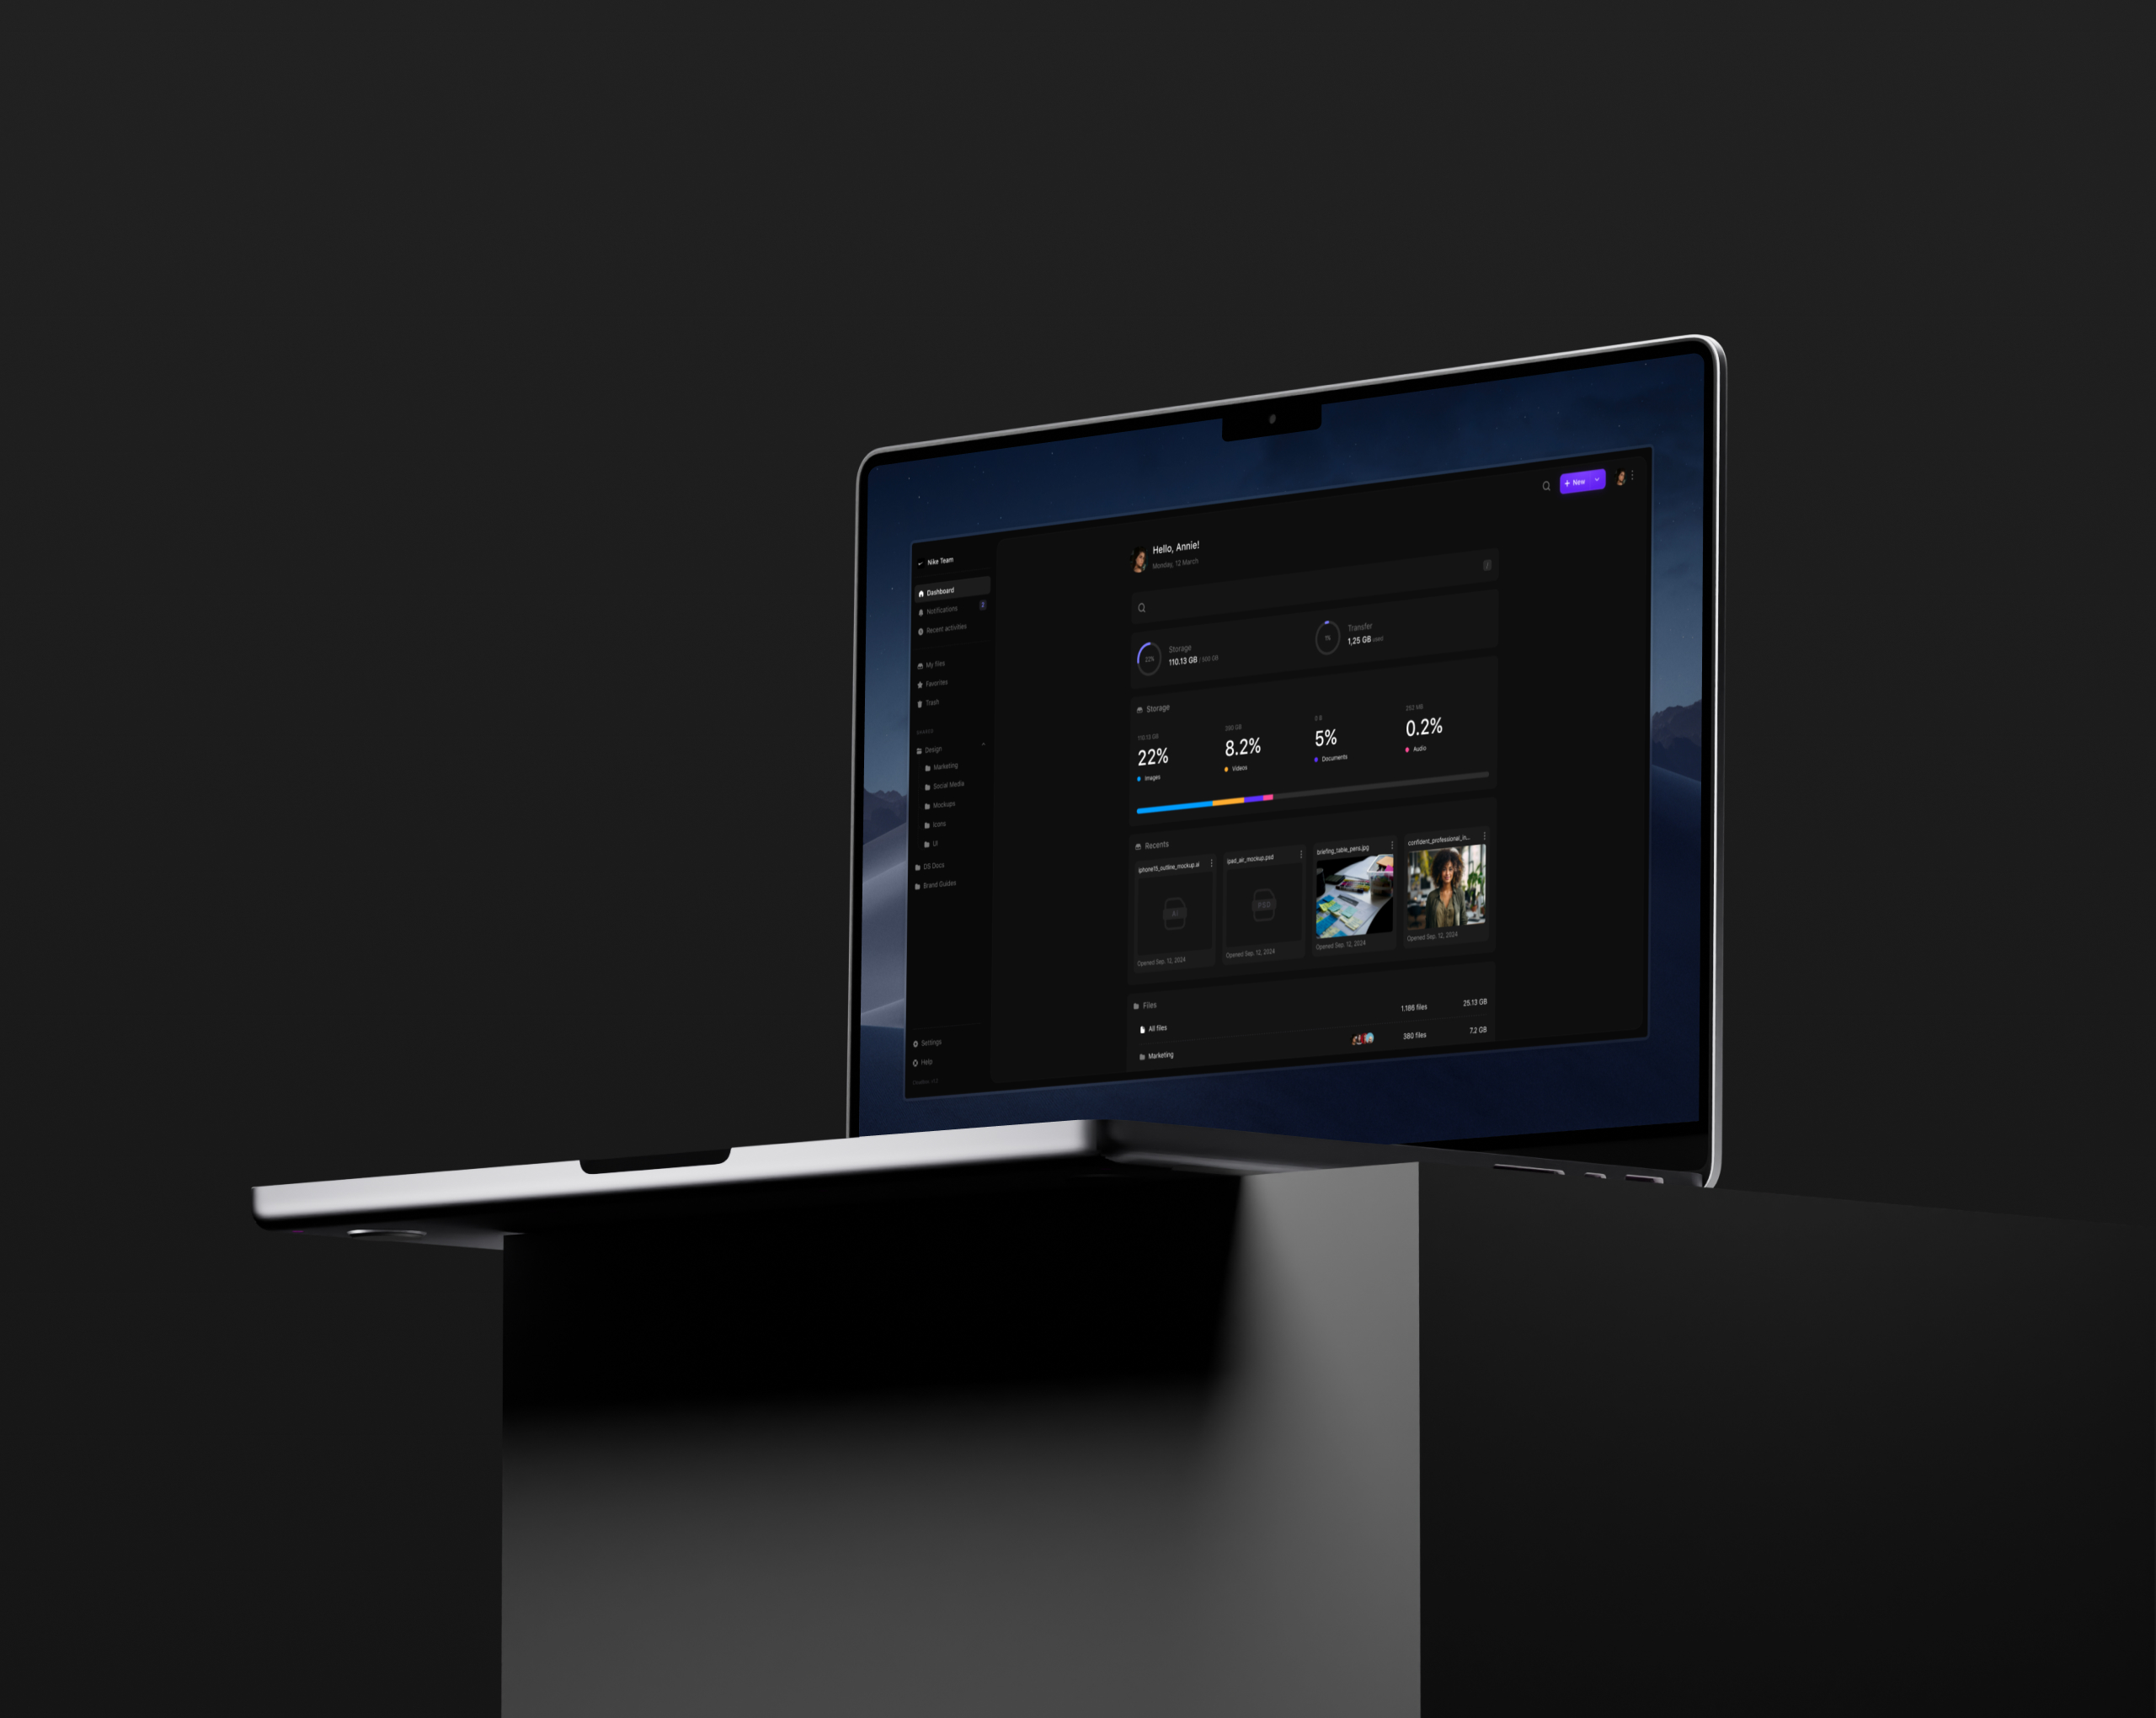 Nike Team
Dashboard
Notifications 2
Recent activities
My files
Favorites
Trash
Design
Marketing
Social Media
Mockups
Icons
UI
DS Docs
Brand Guides
Settings
Help
+ New
Hello, Annie!
Monday, 12 March
/
22%
Storage
110.13 GB / 500 GB
1%
Transfer
1,25 GB used
Storage
110.13 GB
22%
Images
200 GB
8.2%
Videos
0 B
5%
Documents
252 MB
0.2%
Audio
Recents
iphone15_outline_mockup.ai
AI
Opened Sep. 12, 2024
ipad_air_mockup.psd
PSD
Opened Sep. 12, 2024
briefing_table_pens.jpg
Opened Sep. 12, 2024
confident_professional_in...
Opened Sep. 12, 2024
Files
All files 1.186 files 25.13 GB
Marketing 380 files 7.2 GB